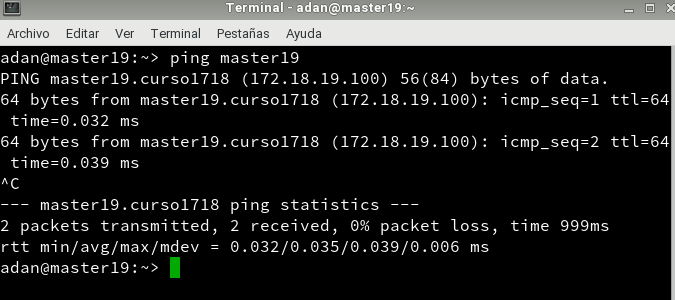 Terminal - adan@master19:~
Archivo Editar Ver Terminal Pestañas Ayuda
adan@master19:~> ping master19
PING master19.curso1718 (172.18.19.100) 56(84) bytes of data.
64 bytes from master19.curso1718 (172.18.19.100): icmp_seq=1 ttl=64
 time=0.032 ms
64 bytes from master19.curso1718 (172.18.19.100): icmp_seq=2 ttl=64
 time=0.039 ms
^C
--- master19.curso1718 ping statistics ---
2 packets transmitted, 2 received, 0% packet loss, time 999ms
rtt min/avg/max/mdev = 0.032/0.035/0.039/0.006 ms
adan@master19:~>